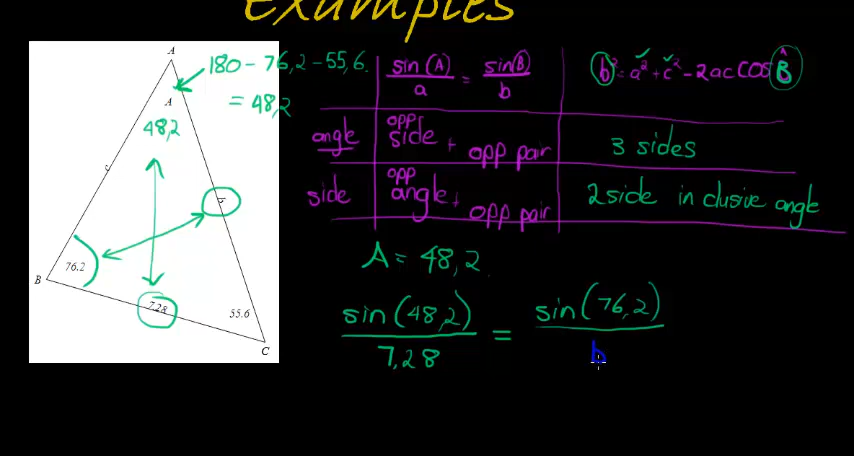 Examples
A
180 - 76,2 - 55,6.
= 48,2
A
48,2
c
76.2
B
7.28
55.6
C
sin(A)/a = sin(B)/b
b² = a² + c² - 2ac cos B̂
angle
opp side + opp pair
3 sides
side
opp angle + opp pair
2 side in clusive angle
A = 48,2
sin(48,2)/7,28 = sin(76,2)/b